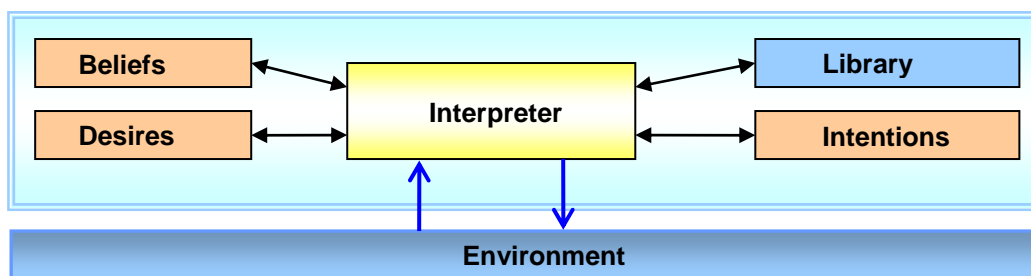 Beliefs
Library
Interpreter
Desires
Intentions
Environment